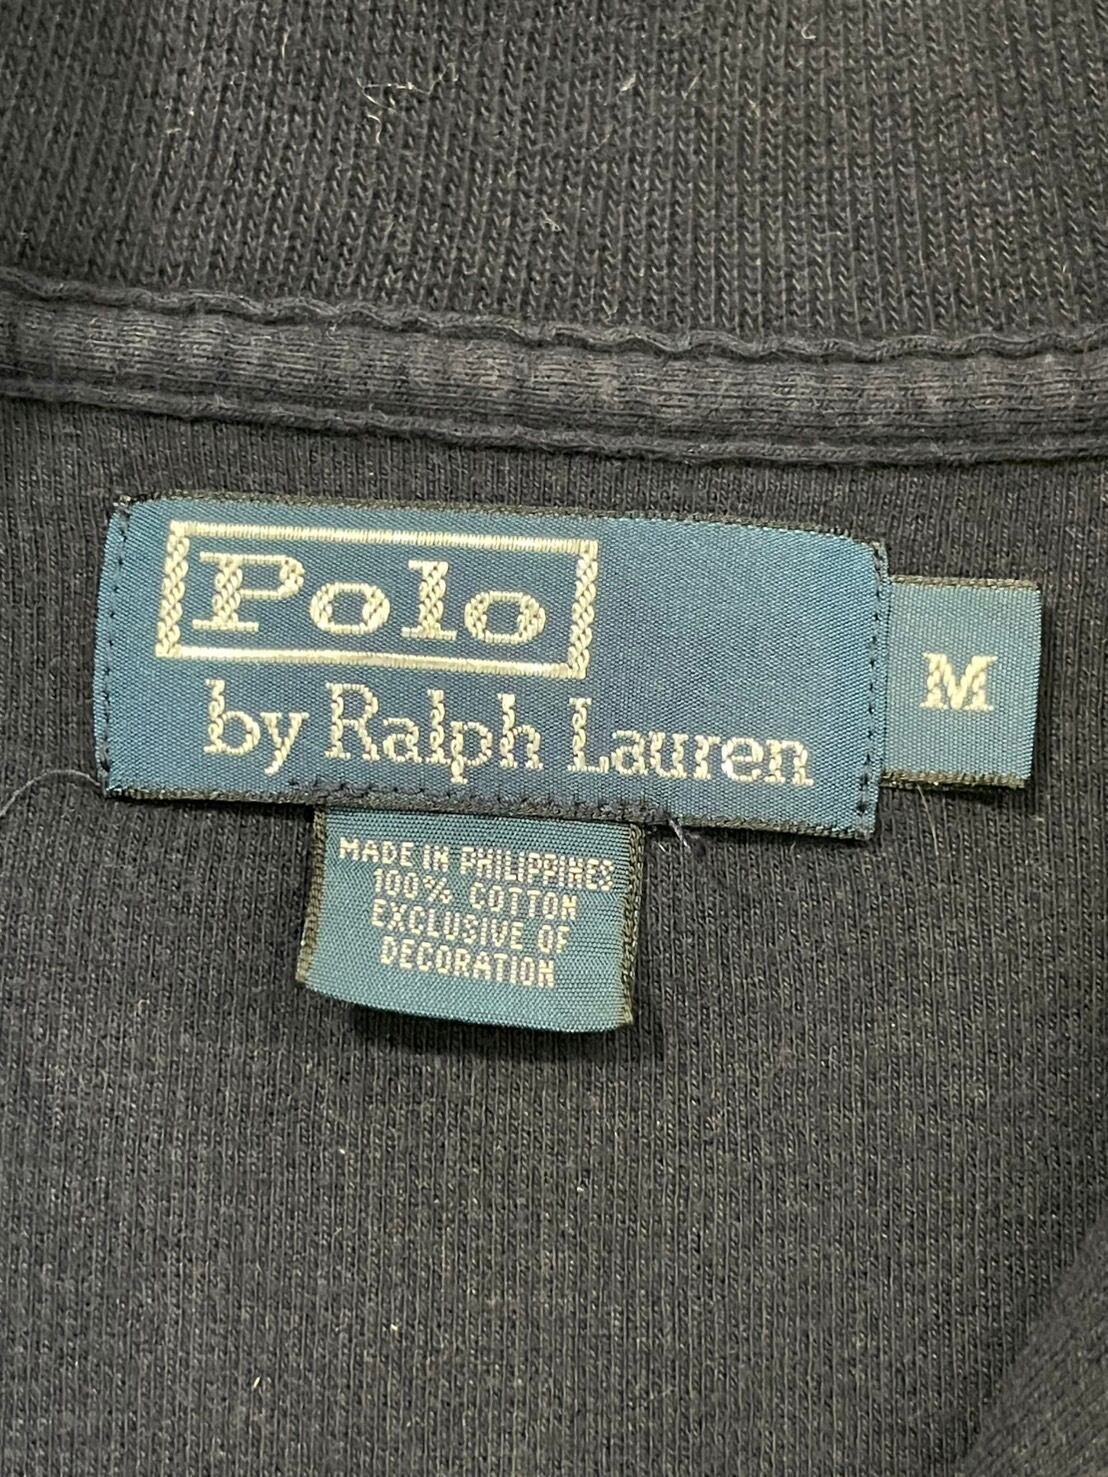 Polo
by Ralph Lauren
M
MADE IN PHILIPPINES
100% COTTON
EXCLUSIVE OF
DECORATION